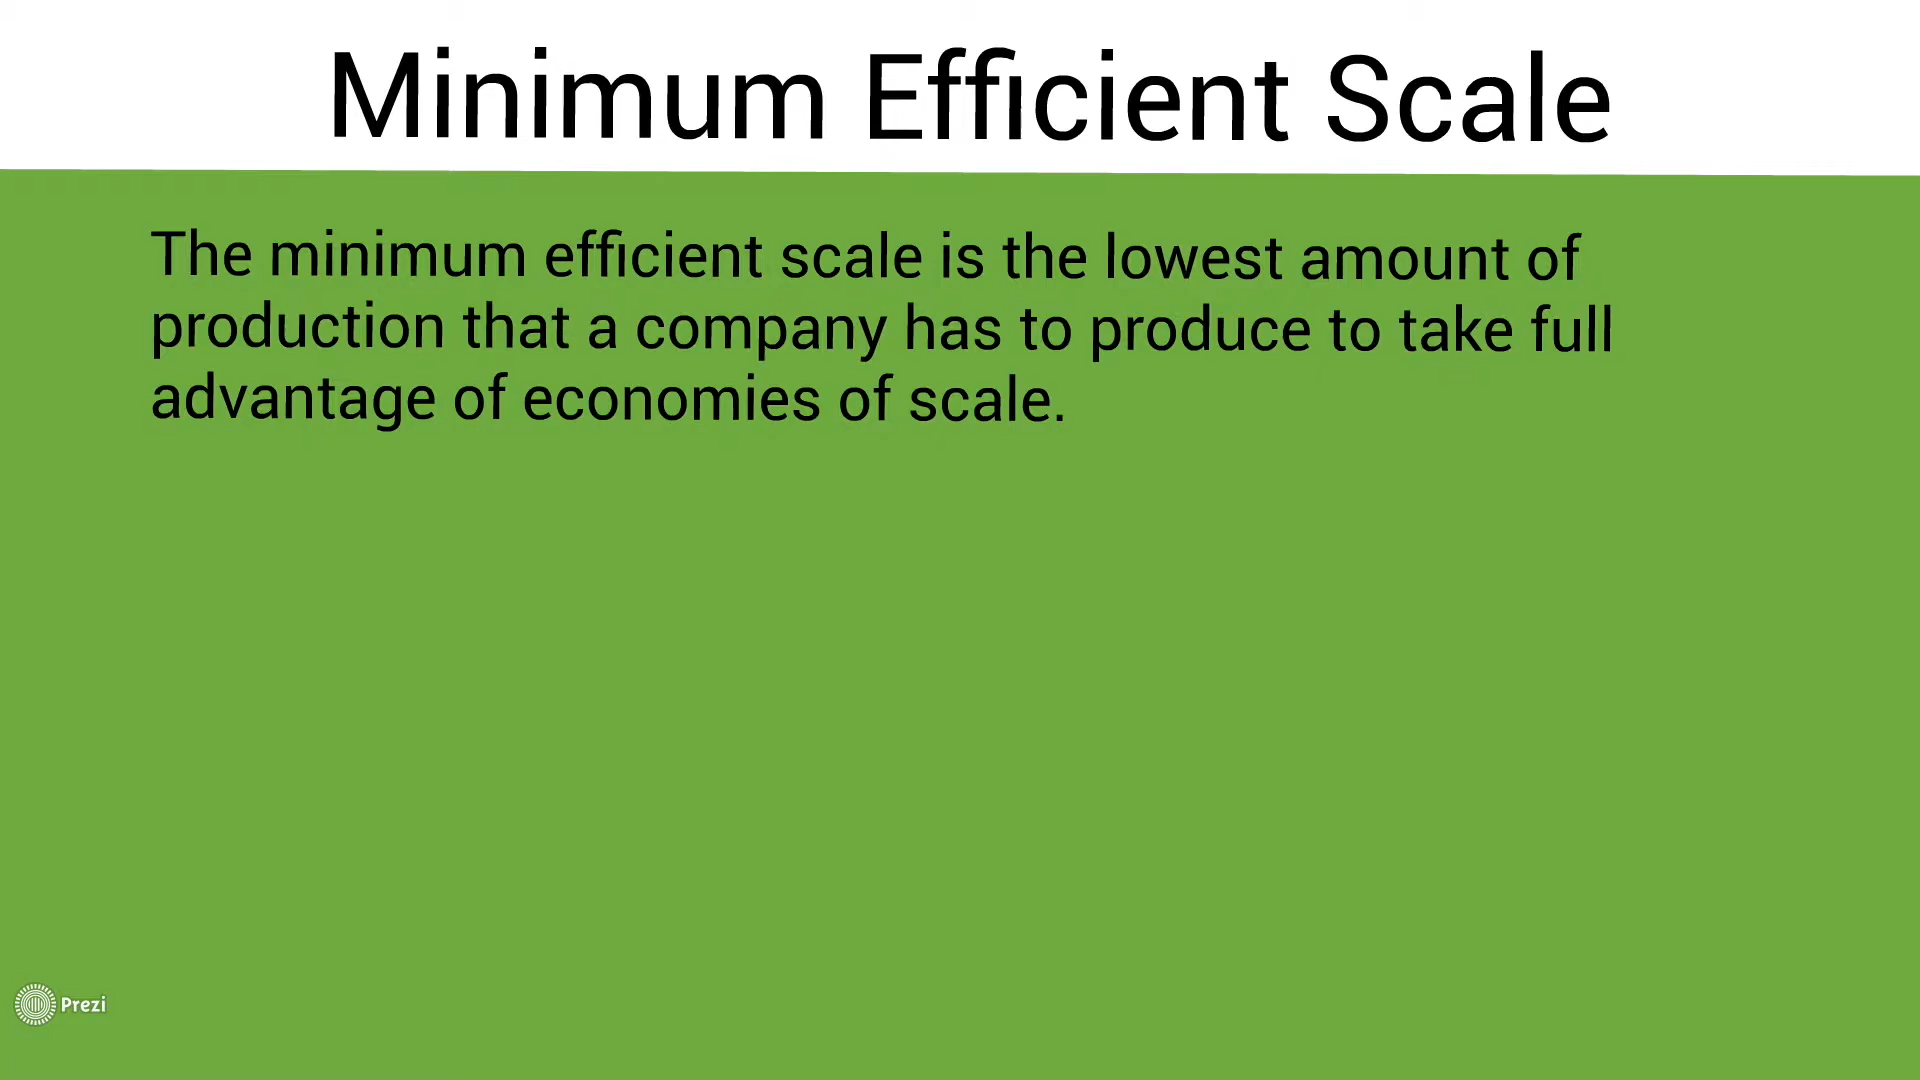 Minimum Efficient Scale
The minimum efficient scale is the lowest amount of
production that a company has to produce to take full
advantage of economies of scale.
Prezi